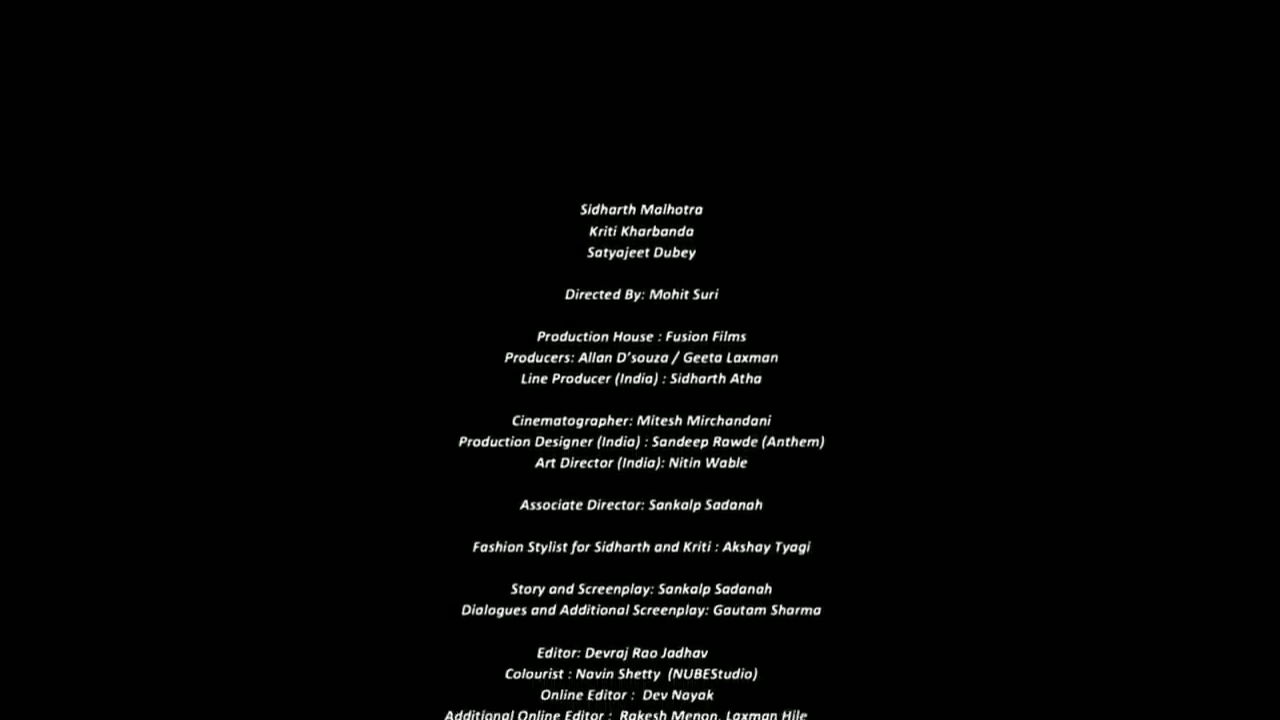 Sidharth Malhotra
Kriti Kharbanda
Satyajeet Dubey
Directed By: Mohit Suri
Production House : Fusion Films
Producers: Allan D'souza / Geeta Laxman
Line Producer (India) : Sidharth Atha
Cinematographer: Mitesh Mirchandani
Production Designer (India) : Sandeep Rawde (Anthem)
Art Director (India): Nitin Wable
Associate Director: Sankalp Sadanah
Fashion Stylist for Sidharth and Kriti : Akshay Tyagi
Story and Screenplay: Sankalp Sadanah
Dialogues and Additional Screenplay: Gautam Sharma
Editor: Devraj Rao Jadhav
Colourist : Navin Shetty (NUBEStudio)
Online Editor : Dev Nayak
Additional Online Editor : Rakesh Menon, Laxman Hile